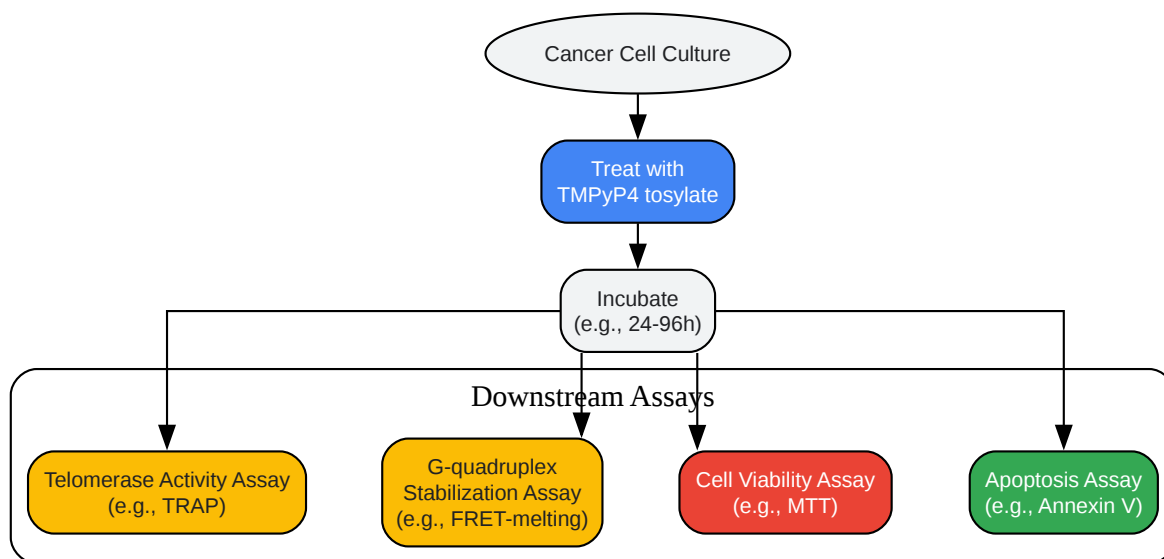 Cancer Cell Culture
Treat with
TMPyP4 tosylate
Incubate
(e.g., 24-96h)
Downstream Assays
Telomerase Activity Assay
(e.g., TRAP)
G-quadruplex
Stabilization Assay
(e.g., FRET-melting)
Cell Viability Assay
(e.g., MTT)
Apoptosis Assay
(e.g., Annexin V)